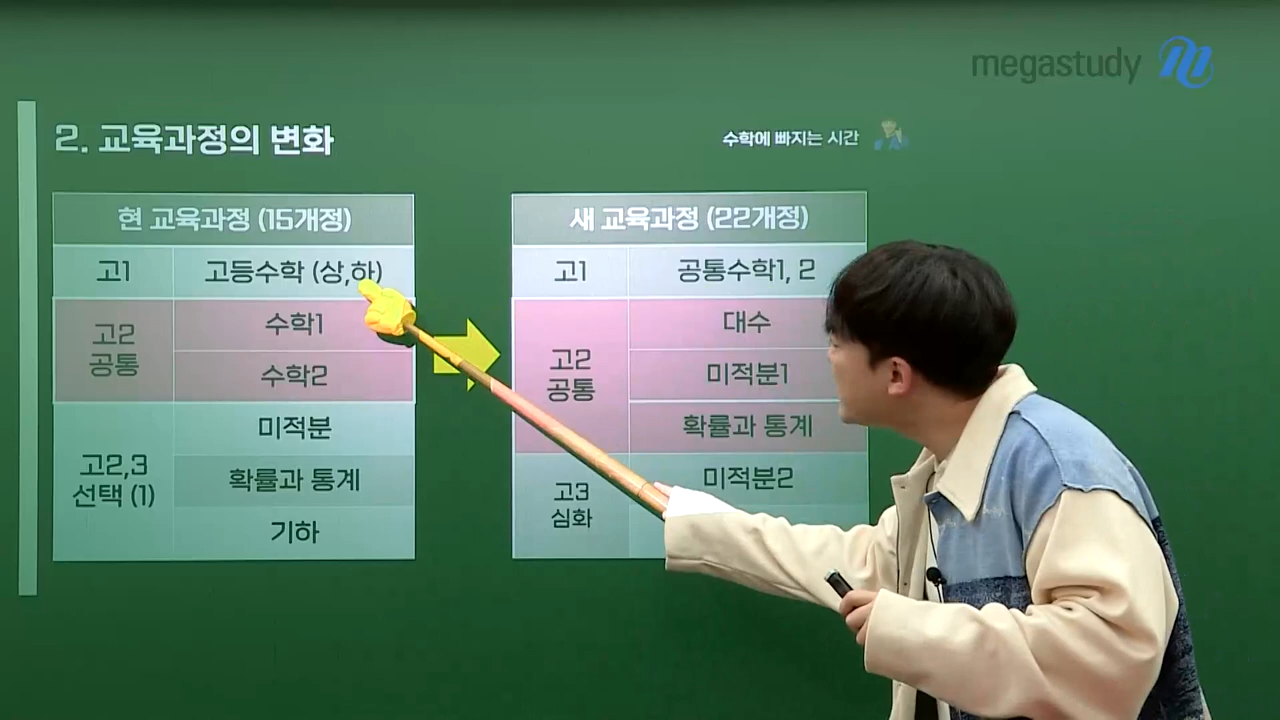 megastudy
2. 교육과정의 변화
수학에 빠지는 시간
현 교육과정 (15개정)
고1
고등수학 (상,하)
고2
공통
수학1
수학2
고2,3
선택 (1)
미적분
확률과 통계
기하
새 교육과정 (22개정)
고1
공통수학1, 2
고2
공통
대수
미적분1
확률과 통계
고3
심화
미적분2